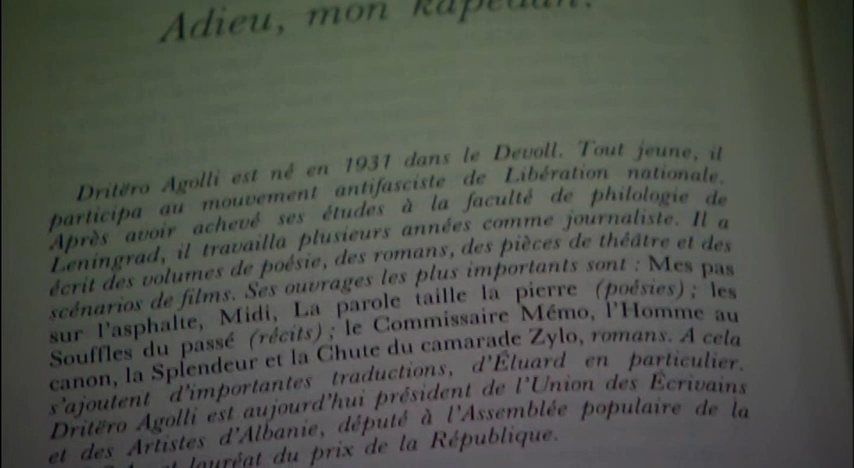 Adieu, mon kapedan!
Dritëro Agolli est né en 1931 dans le Devoll. Tout jeune, il
participa au mouvement antifasciste de Libération nationale.
Après avoir achevé ses études à la faculté de philologie de
Leningrad, il travailla plusieurs années comme journaliste. Il a
écrit des volumes de poésie, des romans, des pièces de théâtre et des
scénarios de films. Ses ouvrages les plus importants sont : Mes pas
sur l'asphalte, Midi, La parole taille la pierre (poésies) ; les
Souffles du passé (récits) ; le Commissaire Mémo, l'Homme au
canon, la Splendeur et la Chute du camarade Zylo, romans. A cela
s'ajoutent d'importantes traductions, d'Éluard en particulier.
Dritëro Agolli est aujourd'hui président de l'Union des Écrivains
et des Artistes d'Albanie, député à l'Assemblée populaire de la
lauréat du prix de la République.